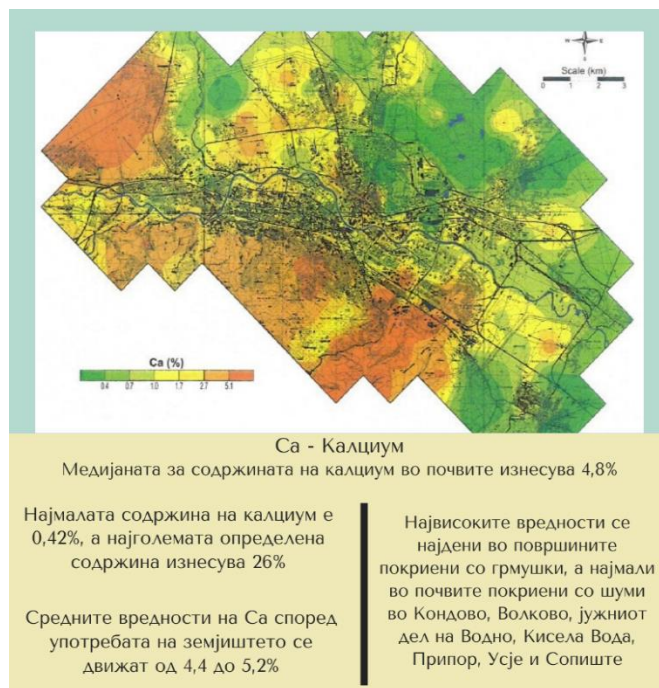 W E
Scale (km)
0 1 2 3
Ca (%)
0.4 0.7 1.0 1.7 2.7 5.1
Ca - Калциум
Медијаната за содржината на калциум во почвите изнесува 4,8%
Најмалата содржина на калциум е
0,42%, а најголемата определена
содржина изнесува 26%
Средните вредности на Са според
употребата на земјиштето се
движат од 4,4 до 5,2%
Највисоките вредности се
најдени во површините
покриени со грмушки, а најмали
во почвите покриени со шуми
во Кондово, Волково, јужниот
дел на Водно, Кисела Вода,
Припор, Усје и Сопиште